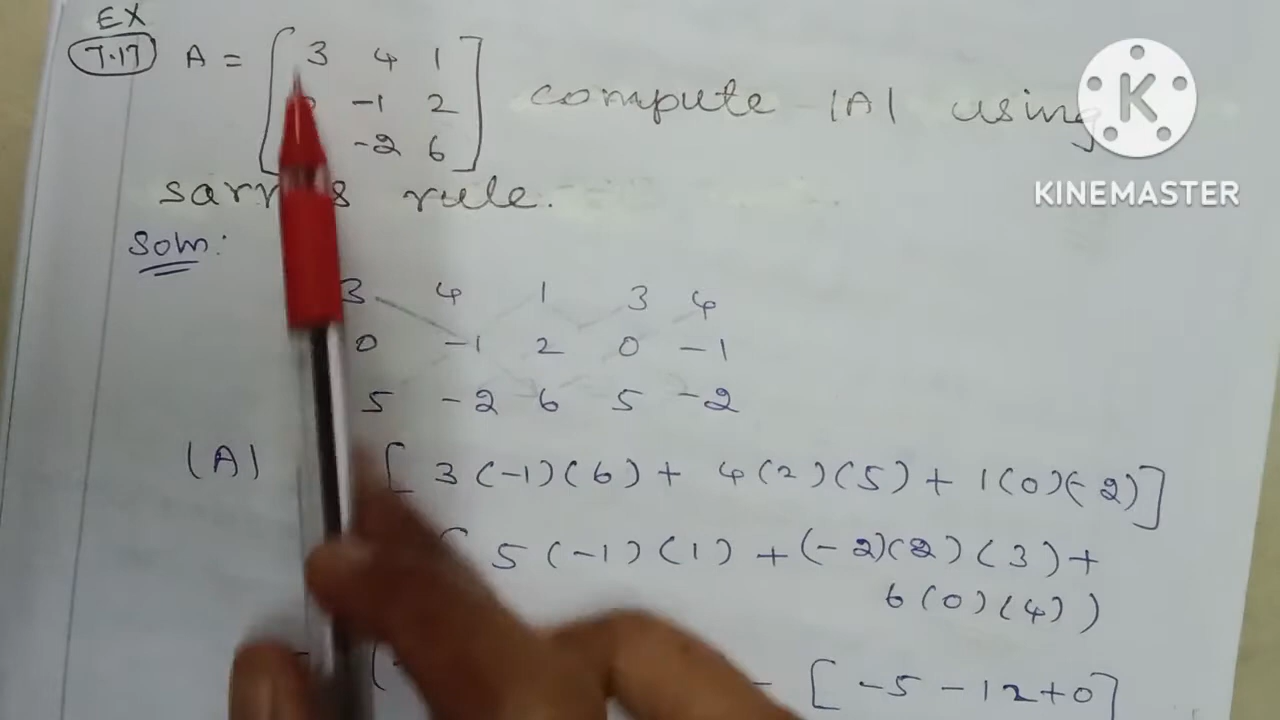 EX
7.17 A = [ 3 4 1
-1 2
-2 6 ] compute |A| using
rule.
Soln:
3 4 1 3 4
0 -1 2 0 -1
5 -2 6 5 -2
|A| [ 3(-1)(6) + 4(2)(5) + 1(0)(-2) ]
[ 5(-1)(1) + (-2)(2)(3) +
6(0)(4) )
- [ -5 - 12 + 0 ]
K
KINEMASTER